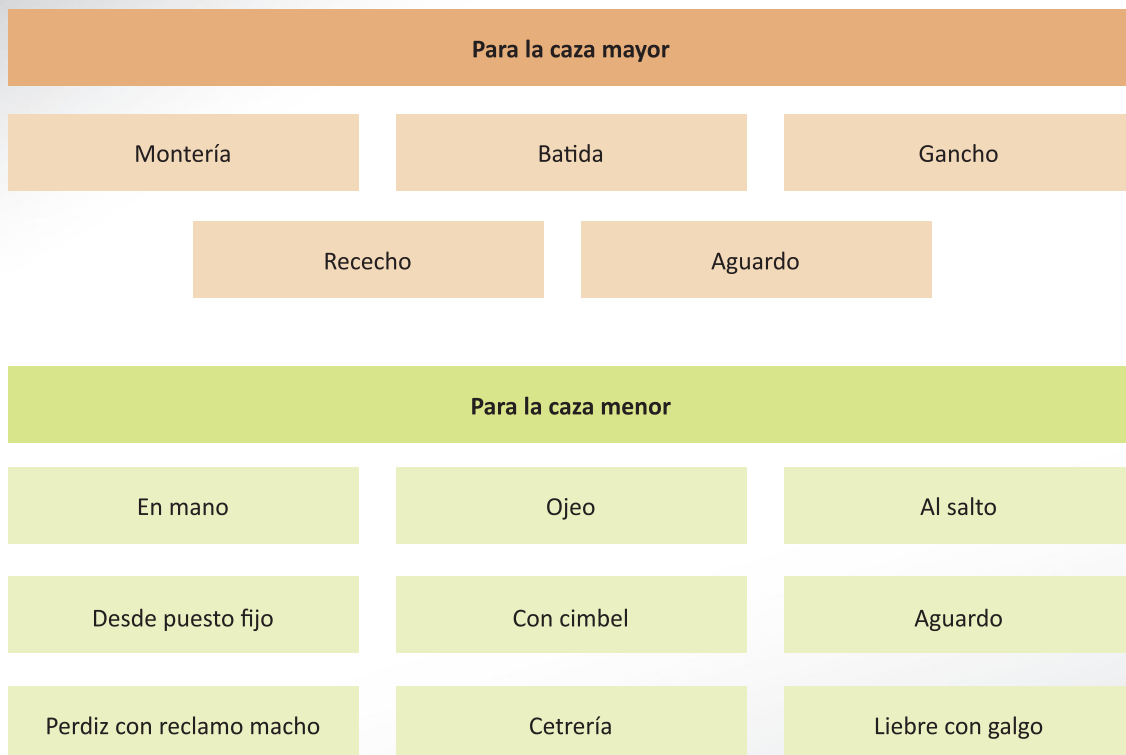 Para la caza mayor
Montería
Batida
Gancho
Rececho
Aguardo
Para la caza menor
En mano
Ojeo
Al salto
Desde puesto fijo
Con cimbel
Aguardo
Perdiz con reclamo macho
Cetrería
Liebre con galgo